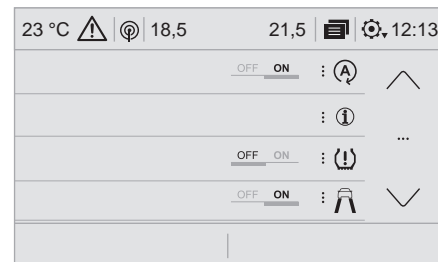 23 °C 18,5 21,5 12:13
OFF ON A
i
...
OFF ON !
OFF ON